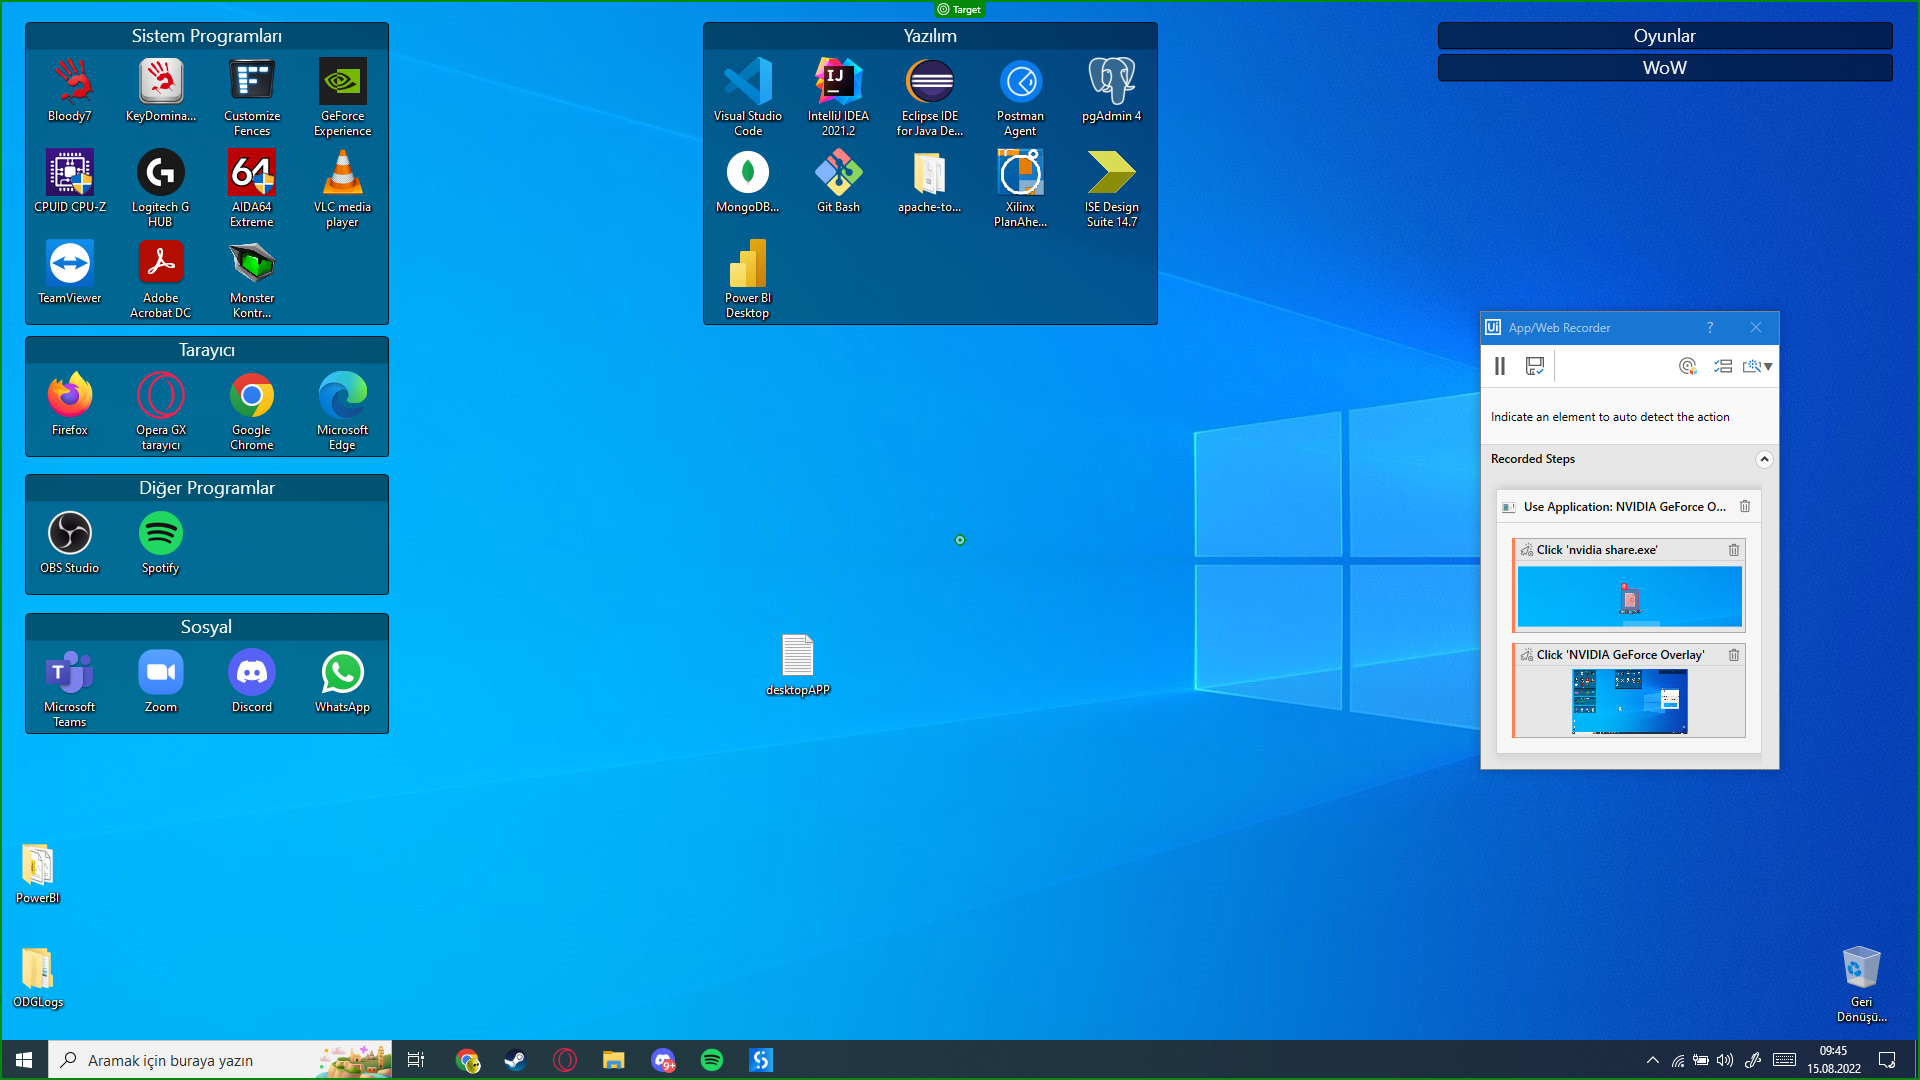 Target
Sistem Programları
Bloody7
KeyDomina...
Customize
Fences
GeForce
Experience
CPUID CPU-Z
Logitech G
HUB
64
AIDA64
Extreme
VLC media
player
TeamViewer
Adobe
Acrobat DC
Monster
Kontr...
Tarayıcı
Firefox
Opera GX
tarayıcı
Google
Chrome
Microsoft
Edge
Diğer Programlar
OBS Studio
Spotify
Sosyal
Microsoft
Teams
Zoom
Discord
WhatsApp
PowerBI
ODGLogs
Yazılım
Visual Studio
Code
IJ
IntelliJ IDEA
2021.2
Eclipse IDE
for Java De...
Postman
Agent
pgAdmin 4
MongoDB...
Git Bash
apache-to...
Xilinx
PlanAhe...
ISE Design
Suite 14.7
Power BI
Desktop
desktopAPP
Oyunlar
WoW
Ui App/Web Recorder ?
Indicate an element to auto detect the action
Recorded Steps
Use Application: NVIDIA GeForce O...
Click 'nvidia share.exe'
Click 'NVIDIA GeForce Overlay'
Geri
Dönüşü...
Aramak için buraya yazın
9+
09:45
15.08.2022